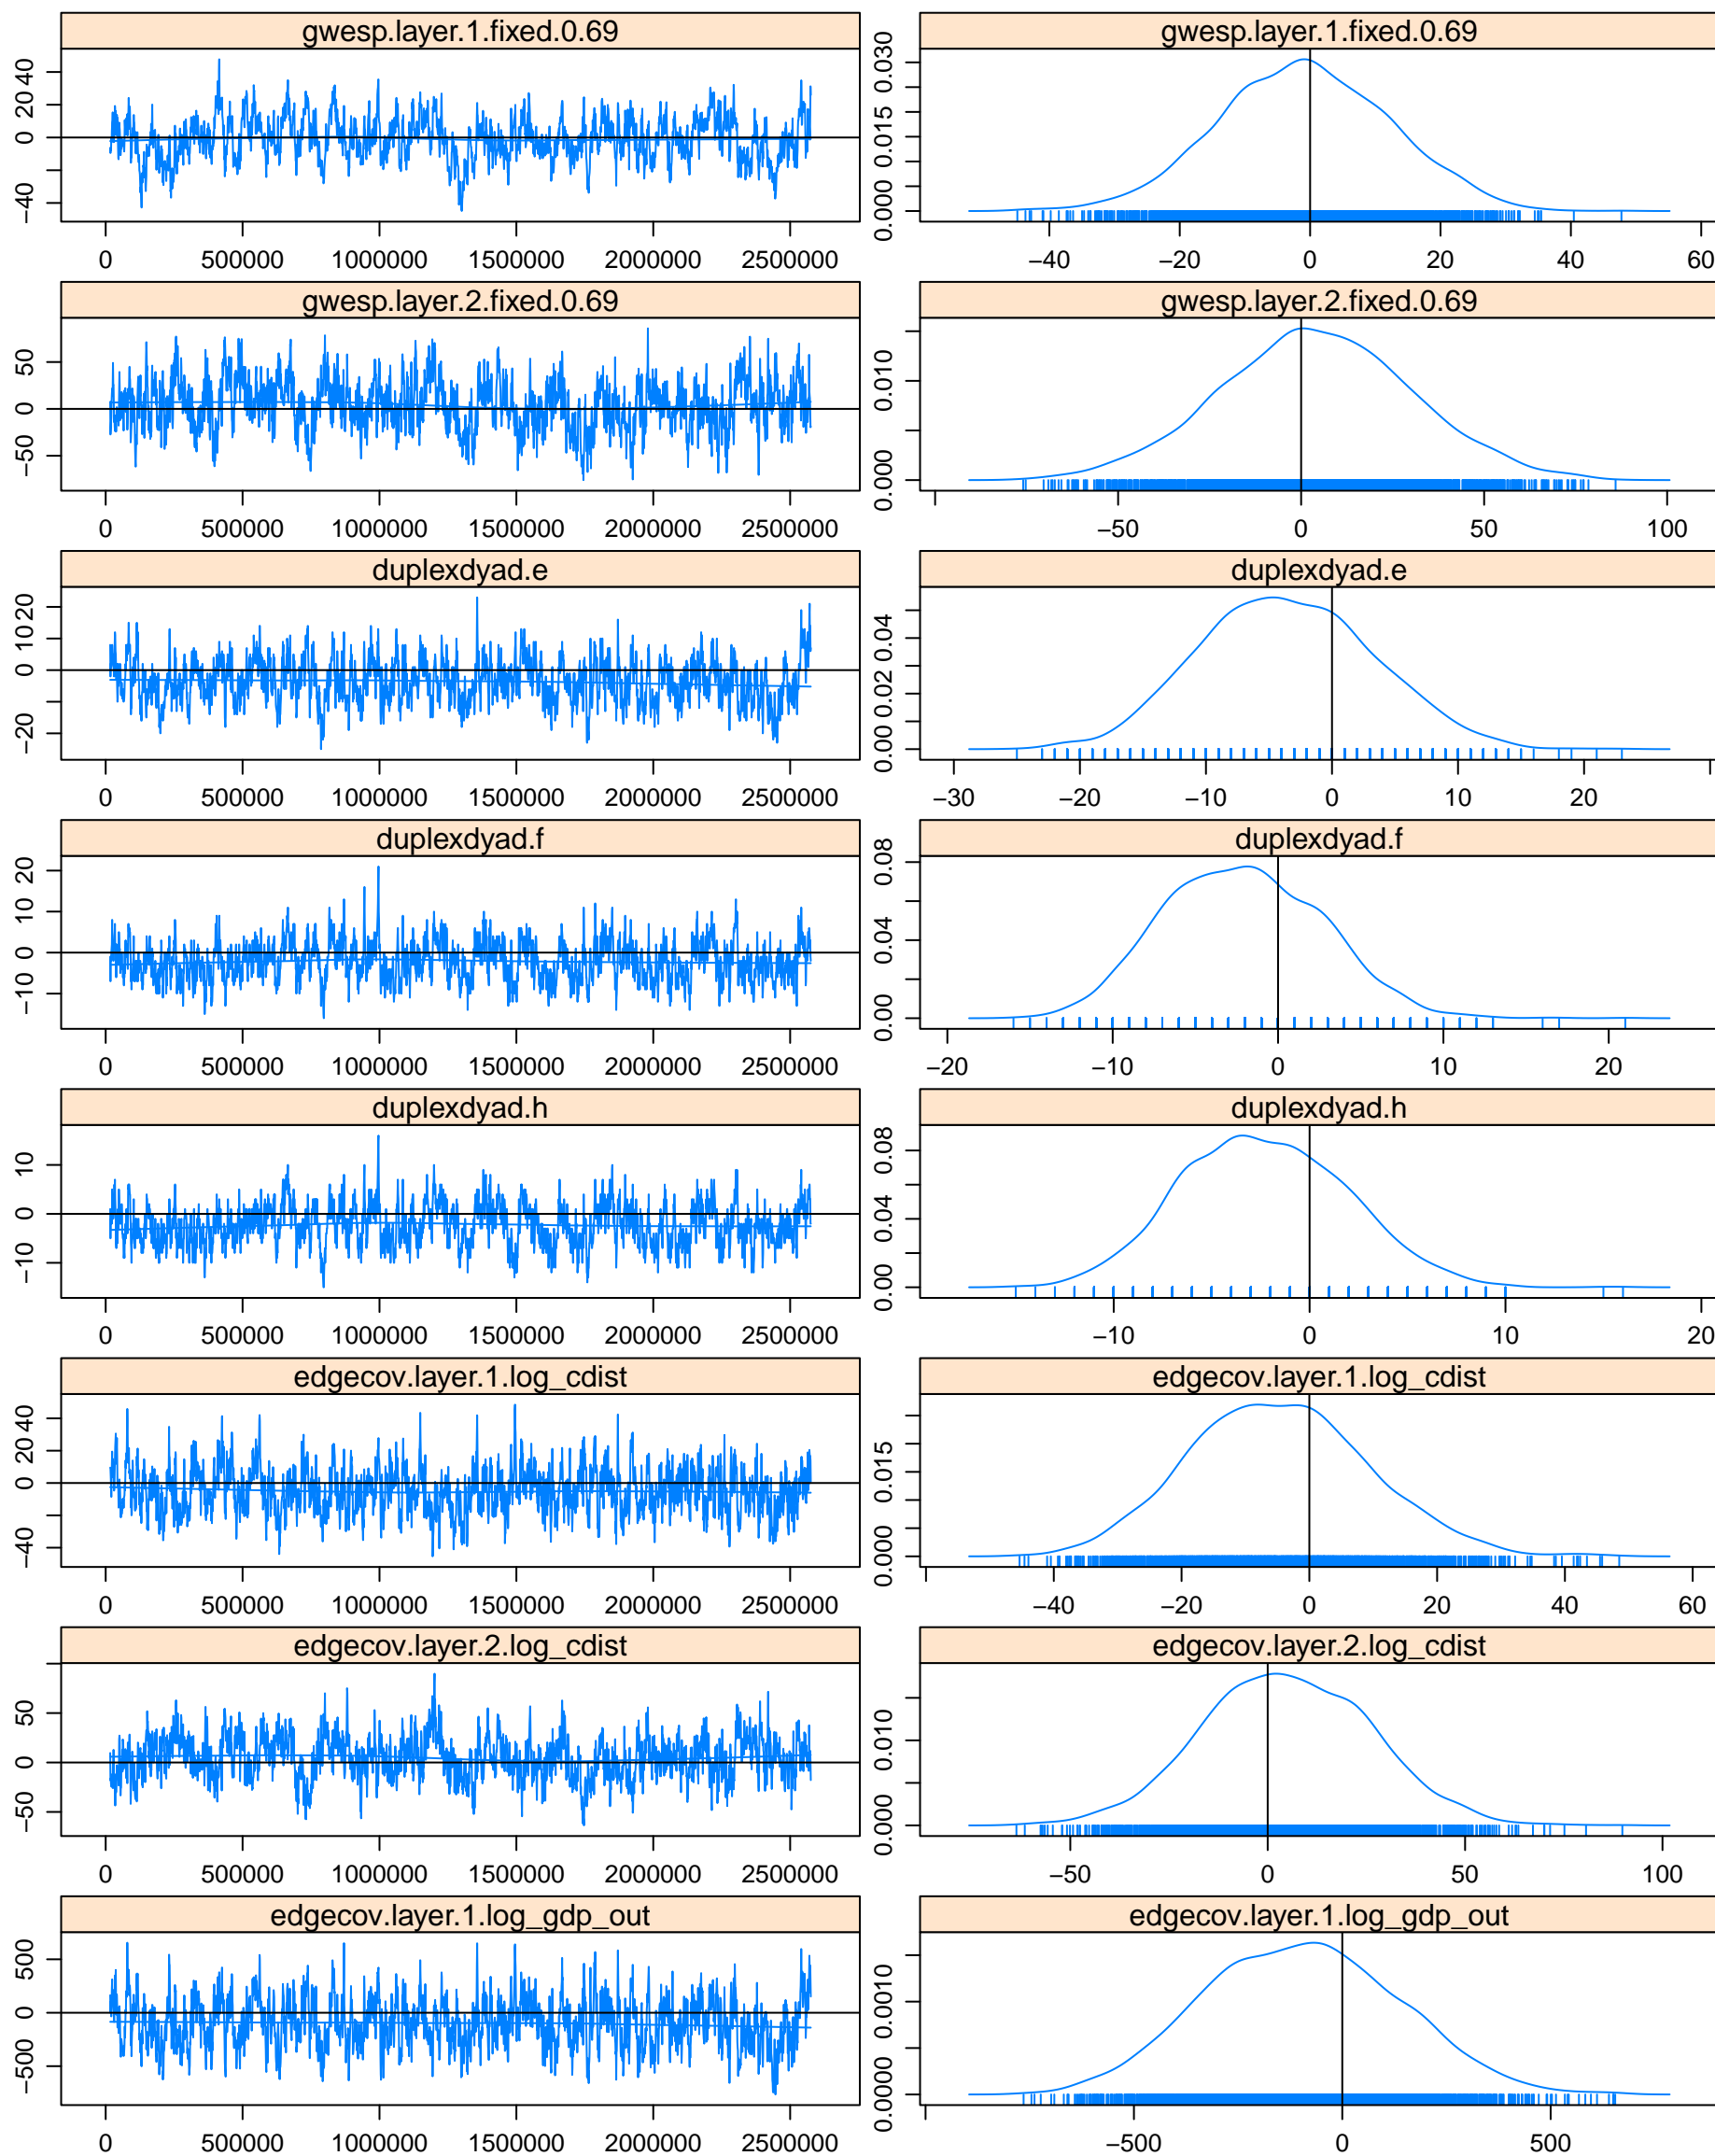 gwesp.layer.1.fixed.0.69 gwesp.layer.1.fixed.0.69
−40 0 20 40 0.000 0.015 0.030
0 500000 1000000 1500000 2000000 2500000 −40 −20 0 20 40 60
gwesp.layer.2.fixed.0.69 gwesp.layer.2.fixed.0.69
−50 0 50 0.000 0.010
0 500000 1000000 1500000 2000000 2500000 −50 0 50 100
duplexdyad.e duplexdyad.e
−20 0 10 20 0.00 0.02 0.04
0 500000 1000000 1500000 2000000 2500000 −30 −20 −10 0 10 20
duplexdyad.f duplexdyad.f
−10 0 10 20 0.00 0.04 0.08
0 500000 1000000 1500000 2000000 2500000 −20 −10 0 10 20
duplexdyad.h duplexdyad.h
−10 0 10 0.00 0.04 0.08
0 500000 1000000 1500000 2000000 2500000 −10 0 10 20
edgecov.layer.1.log_cdist edgecov.layer.1.log_cdist
−40 0 20 40 0.000 0.015
0 500000 1000000 1500000 2000000 2500000 −40 −20 0 20 40 60
edgecov.layer.2.log_cdist edgecov.layer.2.log_cdist
−50 0 50 0.000 0.010
0 500000 1000000 1500000 2000000 2500000 −50 0 50 100
edgecov.layer.1.log_gdp_out edgecov.layer.1.log_gdp_out
−500 0 500 0.0000 0.0010
0 500000 1000000 1500000 2000000 2500000 −500 0 500